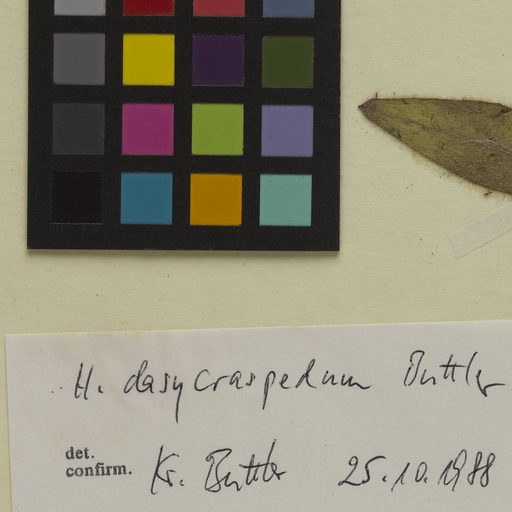 H. dasycraspedum Buttler
det.
confirm. Kr. Buttler 25.10.1988